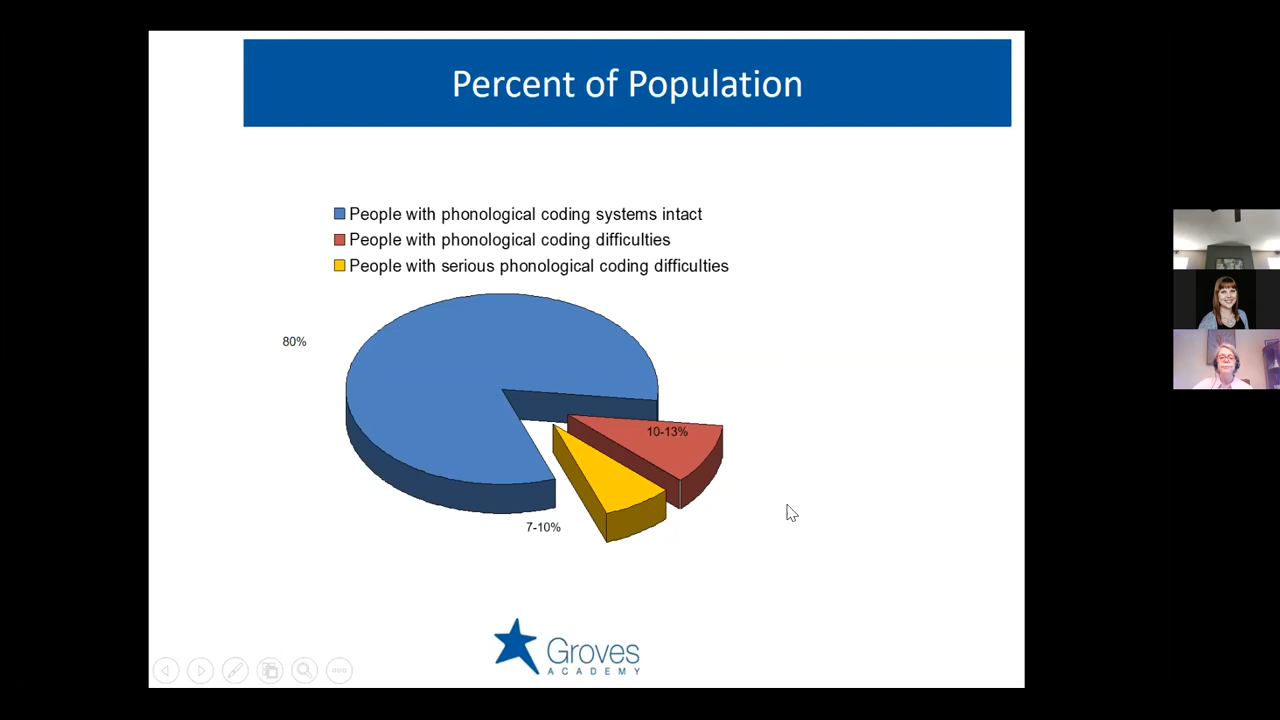 Percent of Population
People with phonological coding systems intact
People with phonological coding difficulties
People with serious phonological coding difficulties
80%
10-13%
7-10%
Groves
ACADEMY